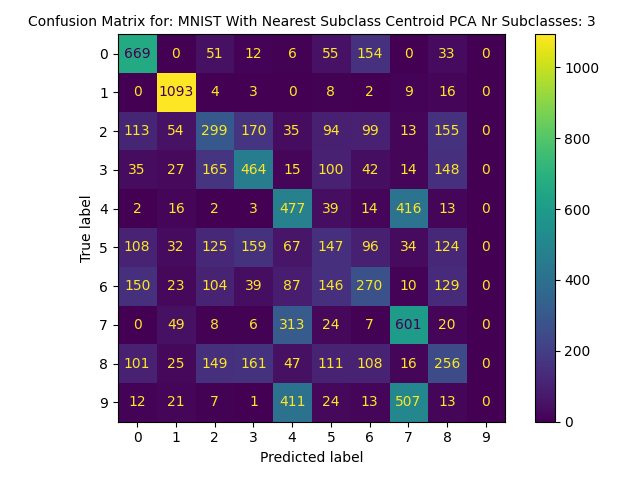 Confusion Matrix for: MNIST With Nearest Subclass Centroid PCA Nr Subclasses: 3
0 669 0 51 12 6 55 154 0 33 0
1 0 1093 4 3 0 8 2 9 16 0
2 113 54 299 170 35 94 99 13 155 0
3 35 27 165 464 15 100 42 14 148 0
4 2 16 2 3 477 39 14 416 13 0
5 108 32 125 159 67 147 96 34 124 0
6 150 23 104 39 87 146 270 10 129 0
7 0 49 8 6 313 24 7 601 20 0
8 101 25 149 161 47 111 108 16 256 0
9 12 21 7 1 411 24 13 507 13 0
0 1 2 3 4 5 6 7 8 9
Predicted label
True label
1000
800
600
400
200
0